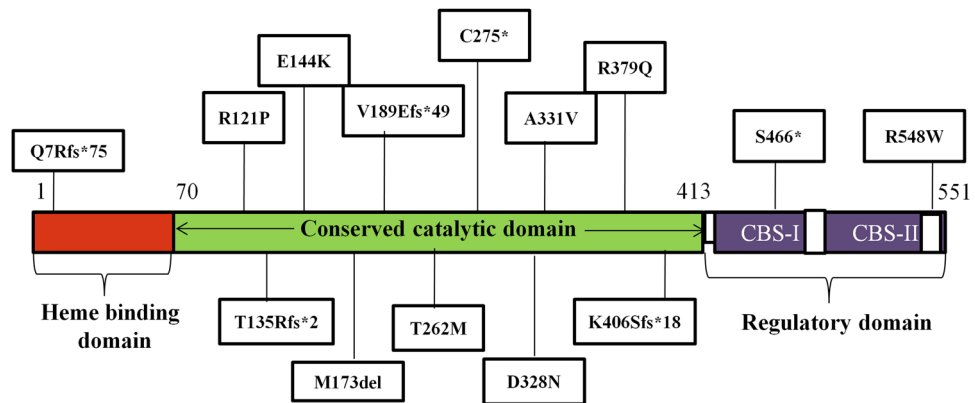 C275*
E144K
R379Q
R121P
V189Efs*49
A331V
S466*
R548W
Q7Rfs*75
1
70
413
551
Conserved catalytic domain
CBS-I
CBS-II
Heme binding
domain
T135Rfs*2
T262M
K406Sfs*18
Regulatory domain
M173del
D328N